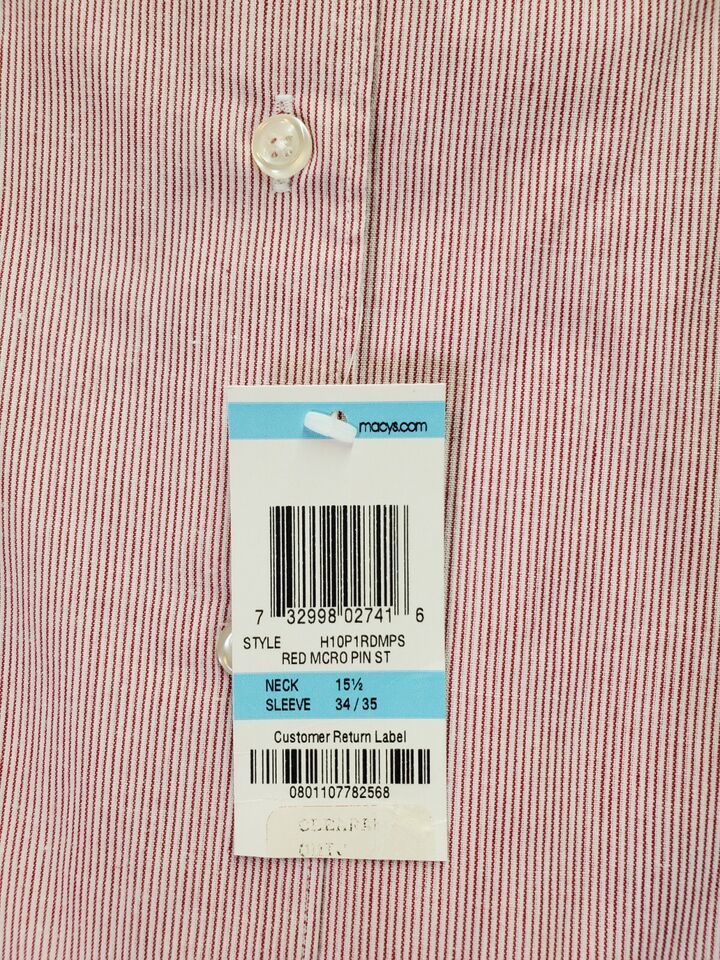 macys.com
7 32998 02741 6
STYLE H10P1RDMPS
RED MCRO PIN ST
NECK 15½
SLEEVE 34 / 35
Customer Return Label
0801107782568